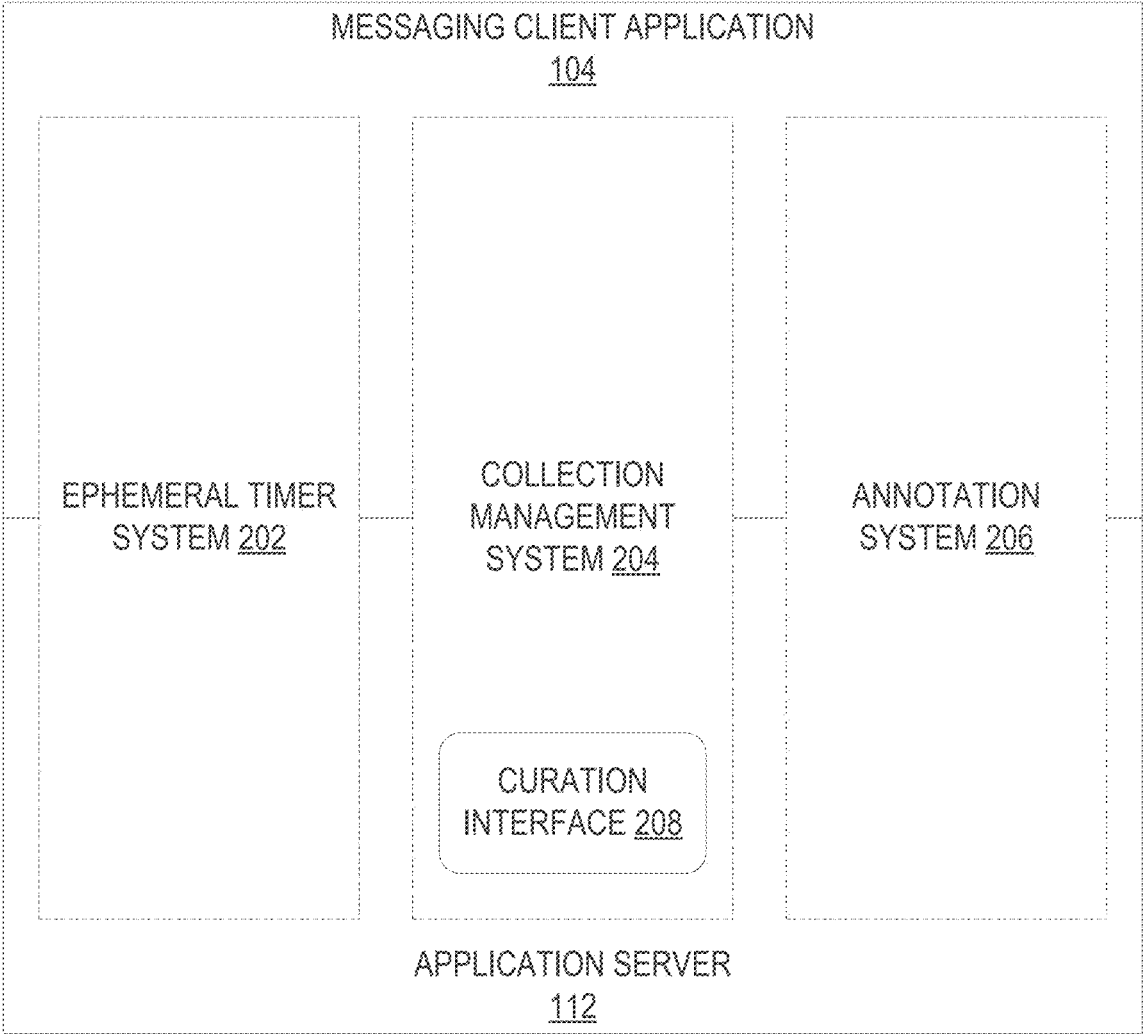 MESSAGING CLIENT APPLICATION
104
EPHEMERAL TIMER
SYSTEM 202
COLLECTION
MANAGEMENT
SYSTEM 204
ANNOTATION
SYSTEM 206
CURATION
INTERFACE 208
APPLICATION SERVER
112